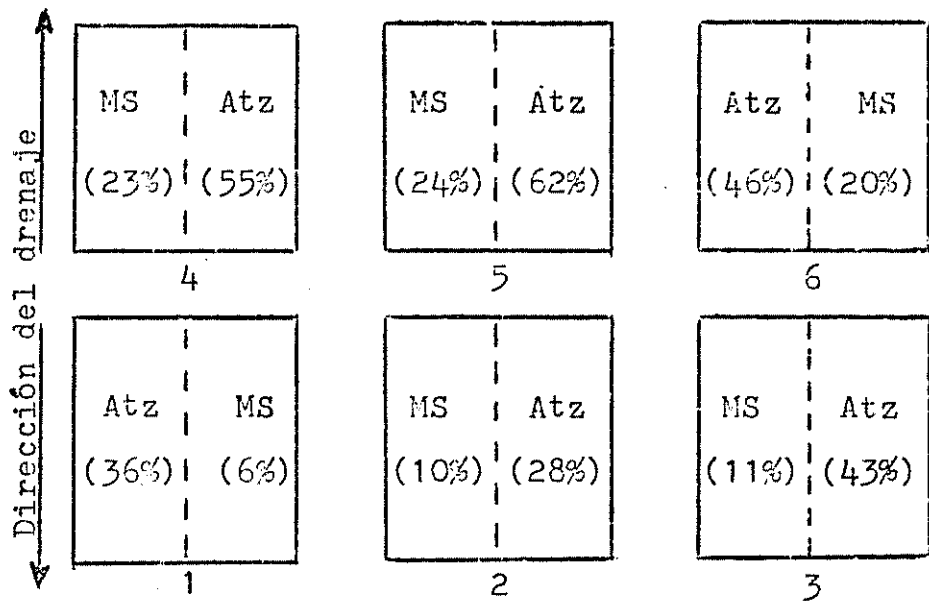 Dirección del drenaje
MS Atz MS Atz Atz MS
(23%) (55%) (24%) (62%) (46%) (20%)
4 5 6
Atz MS MS Atz MS Atz
(36%) (6%) (10%) (28%) (11%) (43%)
1 2 3